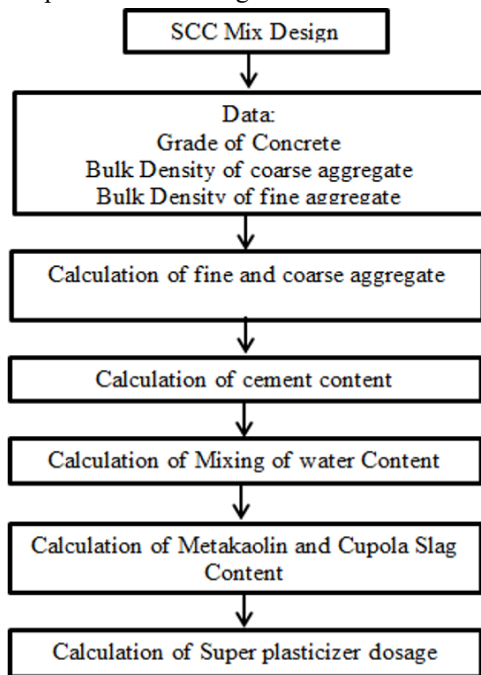 SCC Mix Design
Data:
Grade of Concrete
Bulk Density of coarse aggregate
Bulk Density of fine aggregate
Calculation of fine and coarse aggregate
Calculation of cement content
Calculation of Mixing of water Content
Calculation of Metakaolin and Cupola Slag
Content
Calculation of Super plasticizer dosage